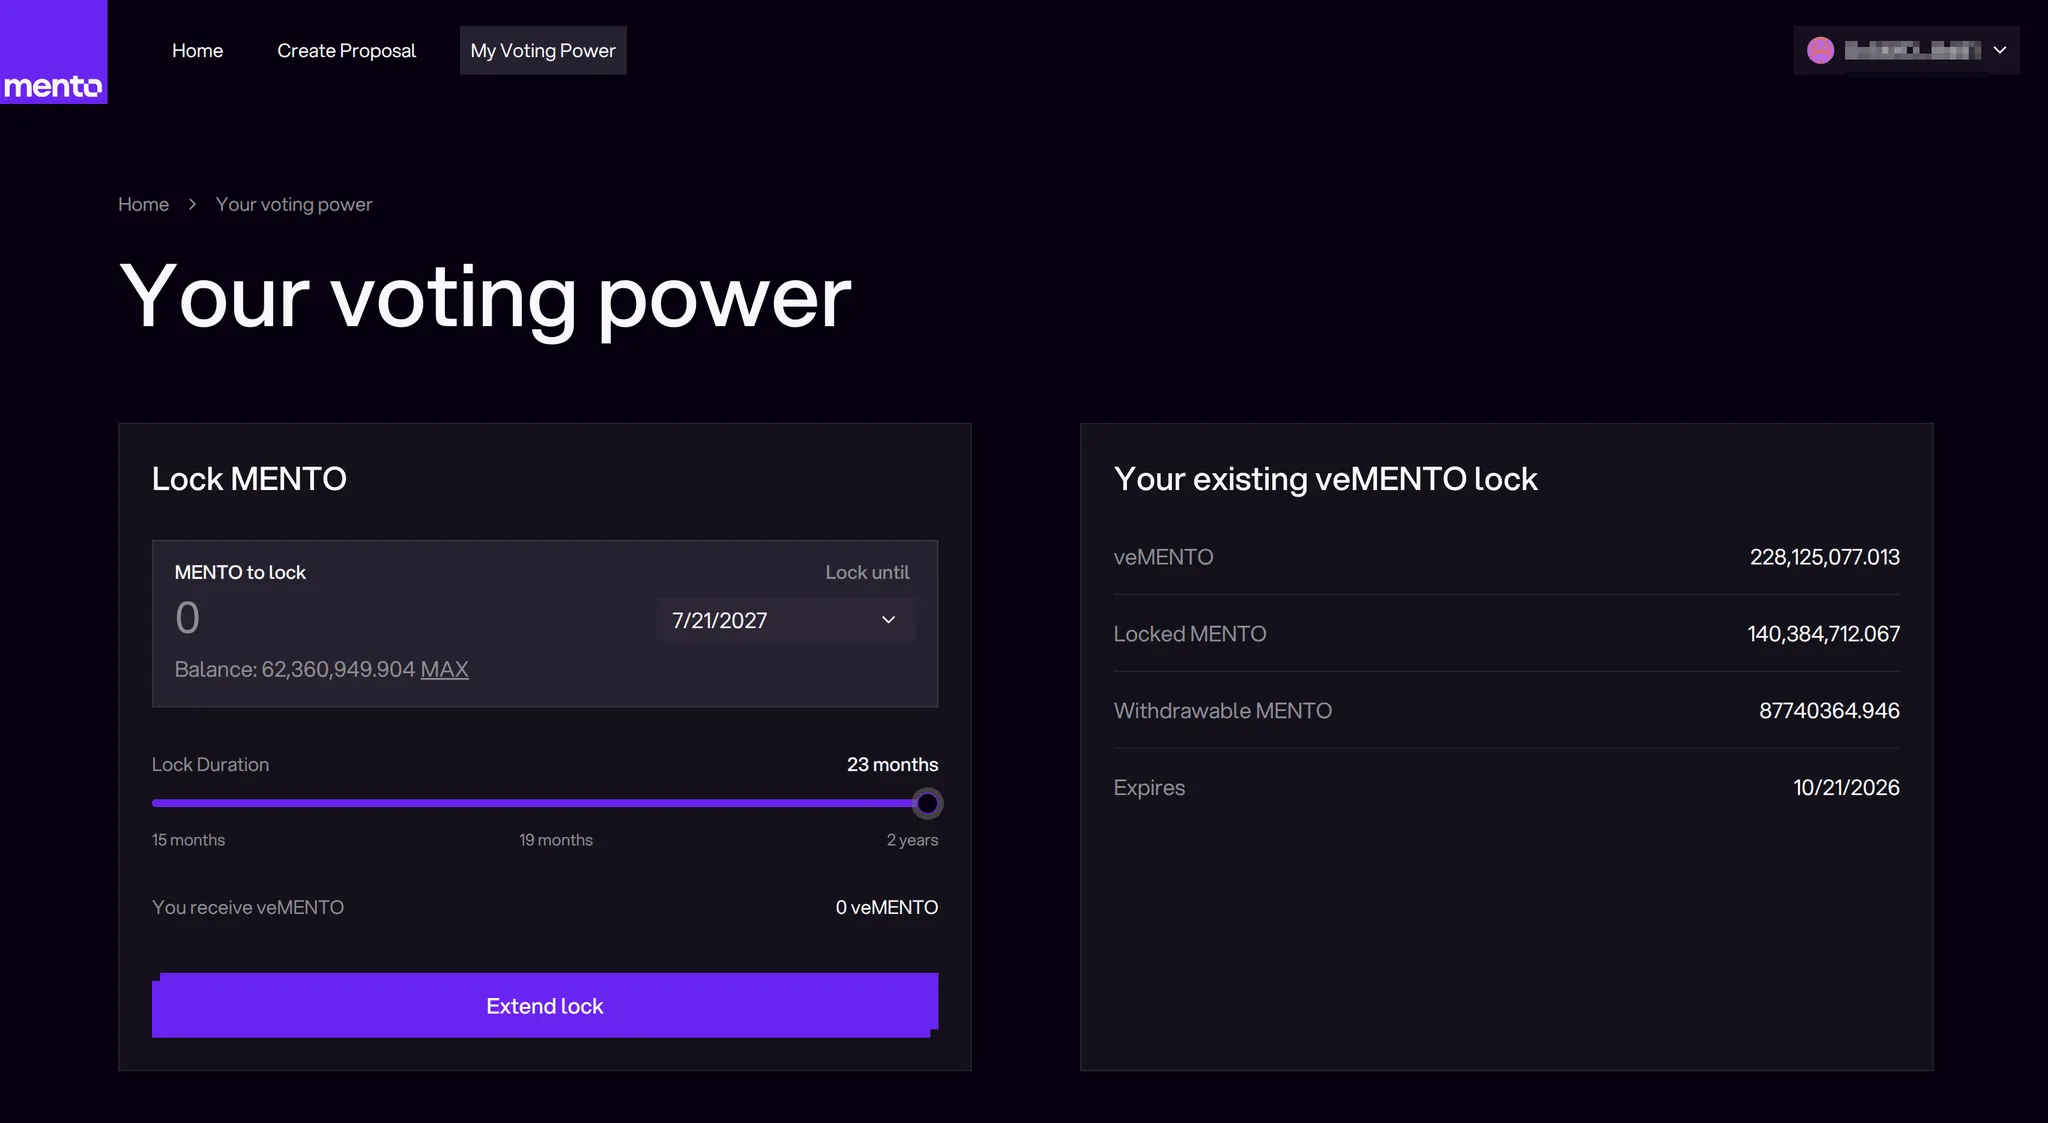 mento
Home
Create Proposal
My Voting Power
Home > Your voting power
Your voting power
Lock MENTO
MENTO to lock
Lock until
0
7/21/2027
Balance: 62,360,949.904 MAX
Lock Duration
23 months
15 months
19 months
2 years
You receive veMENTO
0 veMENTO
Extend lock
Your existing veMENTO lock
veMENTO
228,125,077.013
Locked MENTO
140,384,712.067
Withdrawable MENTO
87740364.946
Expires
10/21/2026